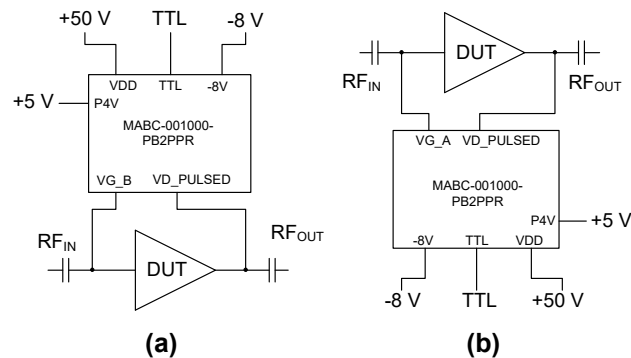 +50 V TTL -8 V
VDD TTL -8V
+5 V P4V
MABC-001000-
PB2PPR
VG_B VD_PULSED
RFIN RFOUT
DUT
(a)
DUT
RFIN RFOUT
VG_A VD_PULSED
MABC-001000-
PB2PPR
P4V +5 V
-8V TTL VDD
-8 V TTL +50 V
(b)